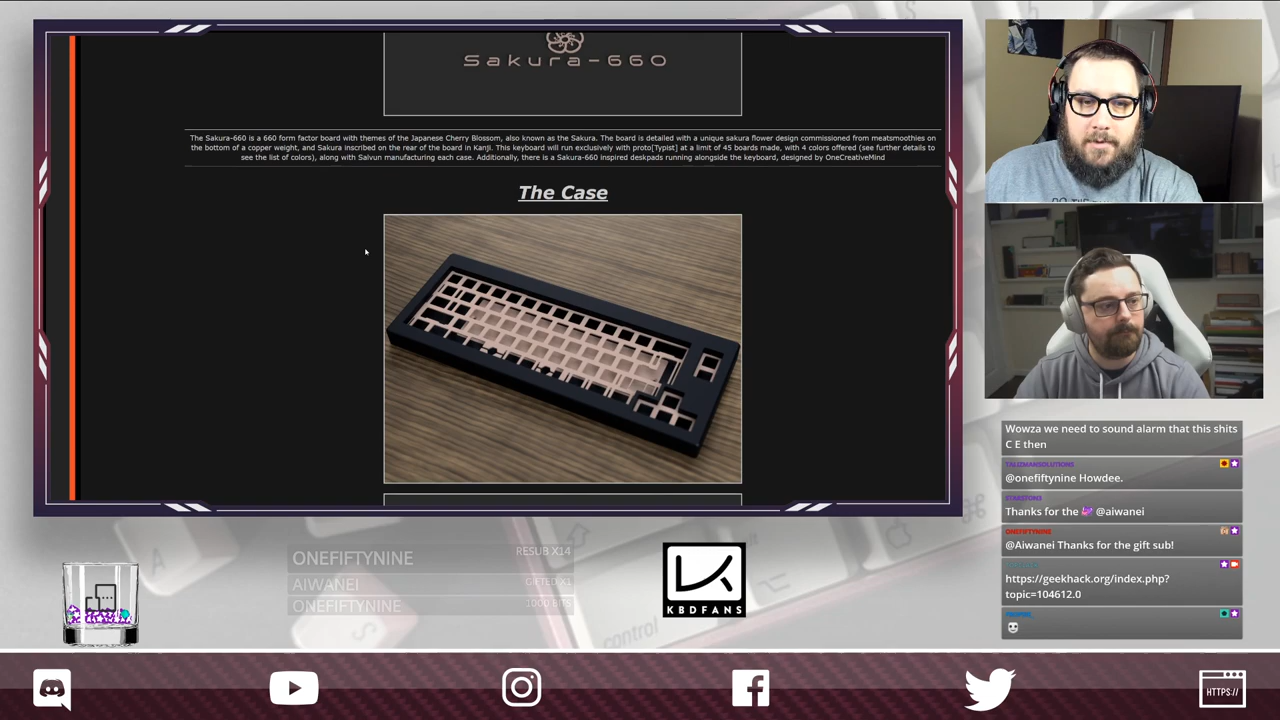 Sakura-660
The Sakura-660 is a 660 form factor board with themes of the Japanese Cherry Blossom, also known as the Sakura. The board is detailed with a unique sakura flower design commissioned from meatsmoothies on
the bottom of a copper weight, and Sakura inscribed on the rear of the board in Kanji. This keyboard will run exclusively with proto[Typist] at a limit of 45 boards made, with 4 colors offered (see further details to
see the list of colors), along with Salvun manufacturing each case. Additionally, there is a Sakura-660 inspired deskpads running alongside the keyboard, designed by OneCreativeMind
The Case
Wowza we need to sound alarm that this shits
C E then
TALIZMANSOLUTIONS
@onefiftynine Howdee.
Thanks for the @aiwanei
ONEFIFTYNINE
@Aiwanei Thanks for the gift sub!
https://geekhack.org/index.php?
topic=104612.0
ONEFIFTYNINE RESUB X14
AIWANEI GIFTED X1
ONEFIFTYNINE 1000 BITS
KBDFANS
control
HTTPS://